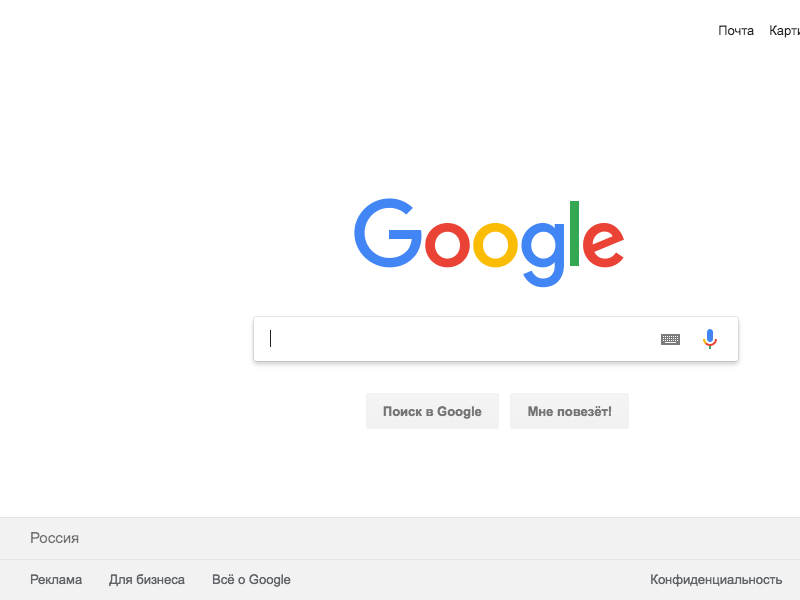 Почта Карти
Google
Поиск в Google Мне повезёт!
Россия
Реклама Для бизнеса Всё о Google Конфиденциальность